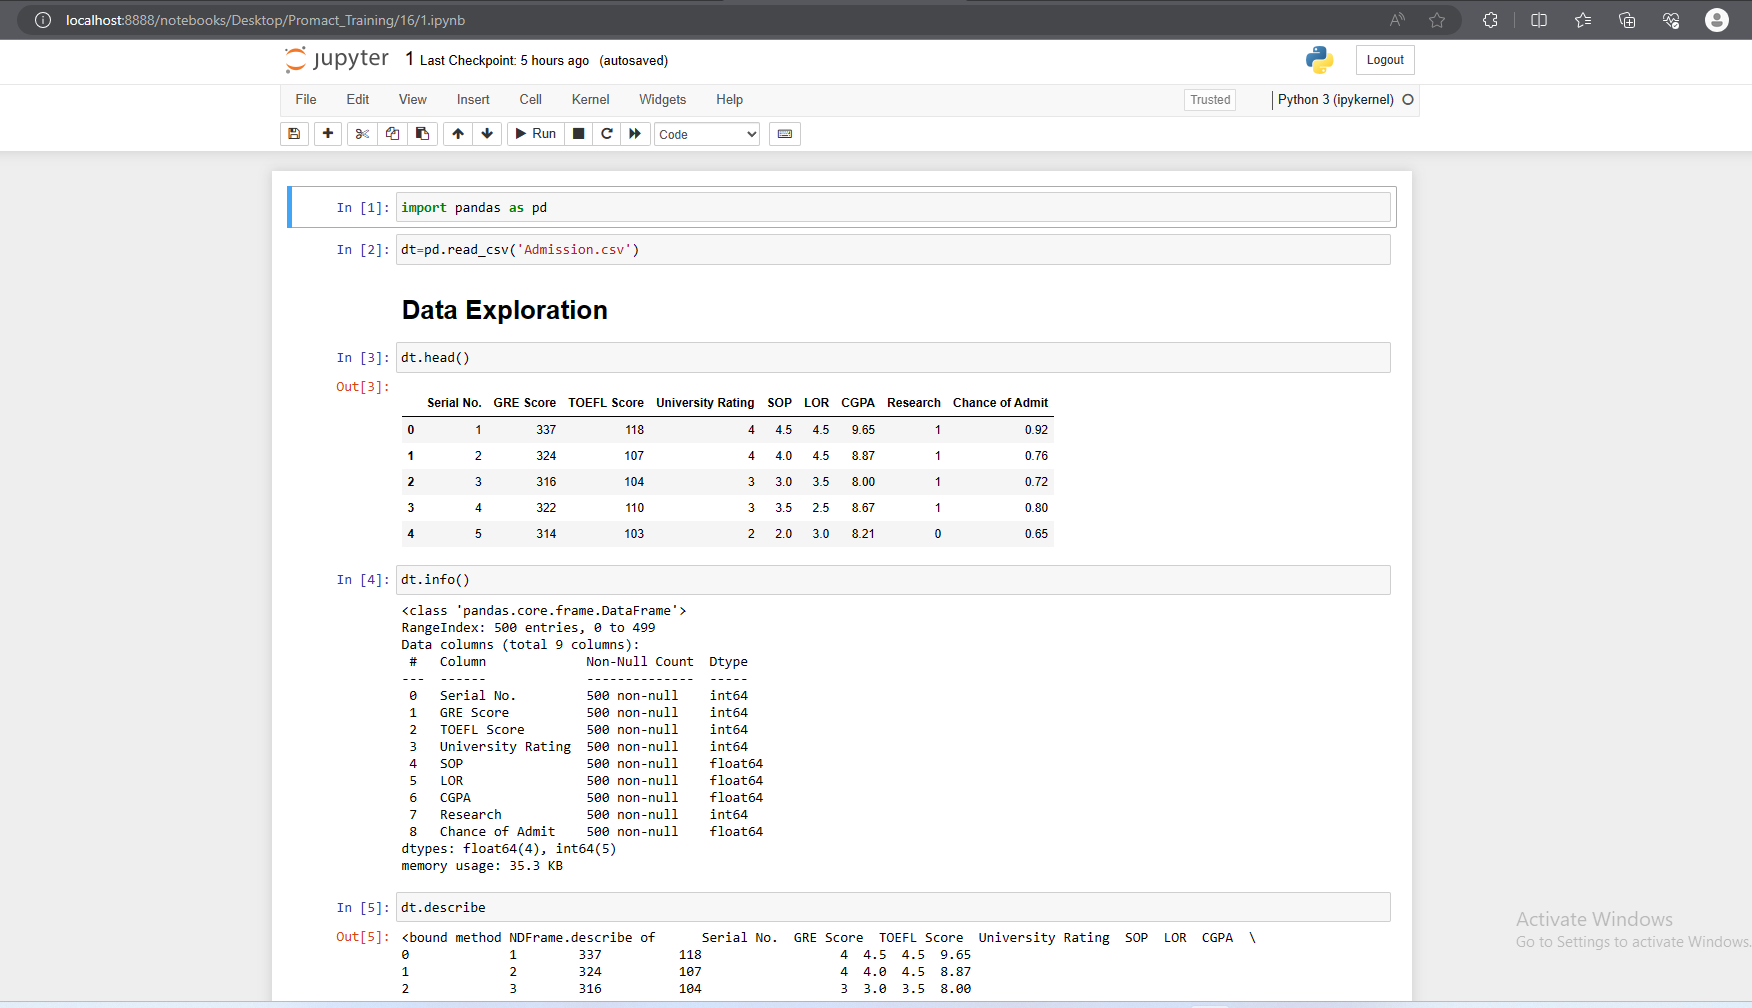 localhost:8888/notebooks/Desktop/Promact_Training/16/1.ipynb
jupyter 1 Last Checkpoint: 5 hours ago (autosaved)
Logout
File Edit View Insert Cell Kernel Widgets Help
Trusted
Python 3 (ipykernel)
Run
Code
In [1]: import pandas as pd
In [2]: dt=pd.read_csv('Admission.csv')
Data Exploration
In [3]: dt.head()
Out[3]:
Serial No. GRE Score TOEFL Score University Rating SOP LOR CGPA Research Chance of Admit
0 1 337 118 4 4.5 4.5 9.65 1 0.92
1 2 324 107 4 4.0 4.5 8.87 1 0.76
2 3 316 104 3 3.0 3.5 8.00 1 0.72
3 4 322 110 3 3.5 2.5 8.67 1 0.80
4 5 314 103 2 2.0 3.0 8.21 0 0.65
In [4]: dt.info()
<class 'pandas.core.frame.DataFrame'>
RangeIndex: 500 entries, 0 to 499
Data columns (total 9 columns):
# Column Non-Null Count Dtype
--- ------ -------------- -----
0 Serial No. 500 non-null int64
1 GRE Score 500 non-null int64
2 TOEFL Score 500 non-null int64
3 University Rating 500 non-null int64
4 SOP 500 non-null float64
5 LOR 500 non-null float64
6 CGPA 500 non-null float64
7 Research 500 non-null int64
8 Chance of Admit 500 non-null float64
dtypes: float64(4), int64(5)
memory usage: 35.3 KB
In [5]: dt.describe
Out[5]: <bound method NDFrame.describe of Serial No. GRE Score TOEFL Score University Rating SOP LOR CGPA \
0 1 337 118 4 4.5 4.5 9.65
1 2 324 107 4 4.0 4.5 8.87
2 3 316 104 3 3.0 3.5 8.00
Activate Windows
Go to Settings to activate Windows.